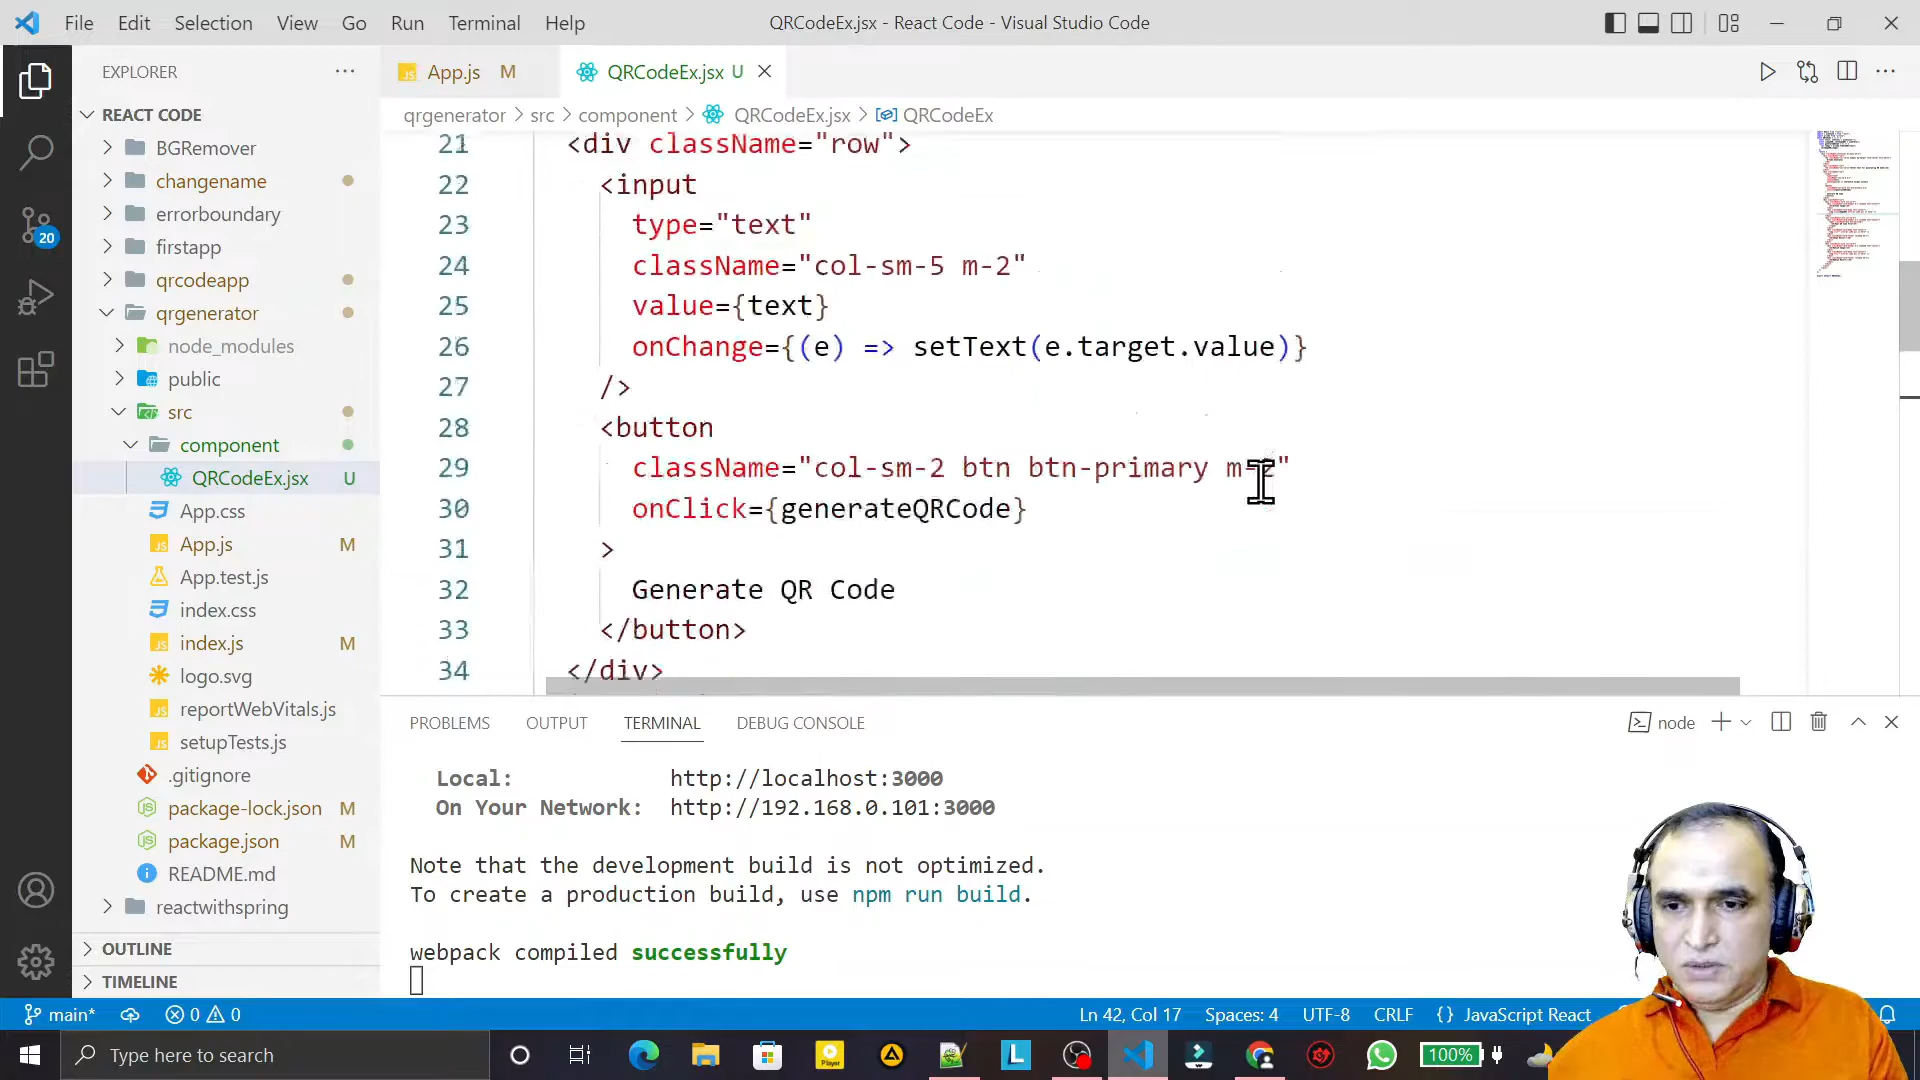 File Edit Selection View Go Run Terminal Help QRCodeEx.jsx - React Code - Visual Studio Code
EXPLORER
App.js M QRCodeEx.jsx U
REACT CODE
qrgenerator > src > component > QRCodeEx.jsx > QRCodeEx
BGRemover
changename
errorboundary
firstapp
qrcodeapp
qrgenerator
node_modules
public
src
component
QRCodeEx.jsx U
App.css
App.js M
App.test.js
index.css
index.js M
logo.svg
reportWebVitals.js
setupTests.js
.gitignore
package-lock.json M
package.json M
README.md
reactwithspring
OUTLINE
TIMELINE
20
21 <div className="row">
22 <input
23 type="text"
24 className="col-sm-5 m-2"
25 value={text}
26 onChange={(e) => setText(e.target.value)}
27 />
28 <button
29 className="col-sm-2 btn btn-primary m-2"
30 onClick={generateQRCode}
31 >
32 Generate QR Code
33 </button>
34 </div>
PROBLEMS OUTPUT TERMINAL DEBUG CONSOLE node
Local: http://localhost:3000
On Your Network: http://192.168.0.101:3000
Note that the development build is not optimized.
To create a production build, use npm run build.
webpack compiled successfully
main* 0 0 Ln 42, Col 17 Spaces: 4 UTF-8 CRLF {} JavaScript React
Type here to search L 100%